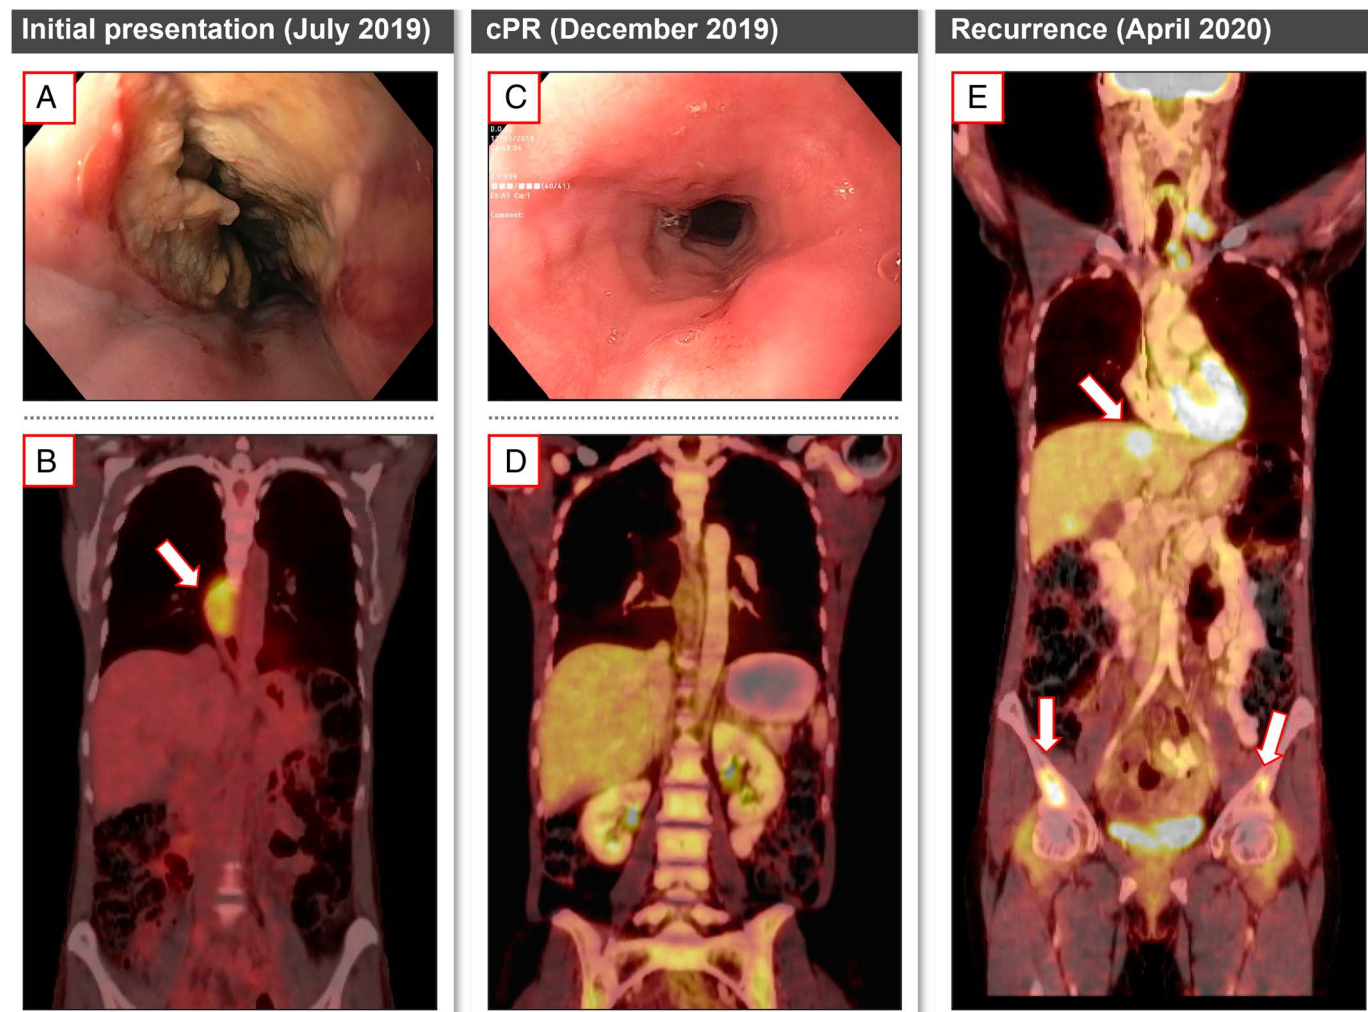 Initial presentation (July 2019)
cPR (December 2019)
Recurrence (April 2020)
A
C
E
Comment:
B
D